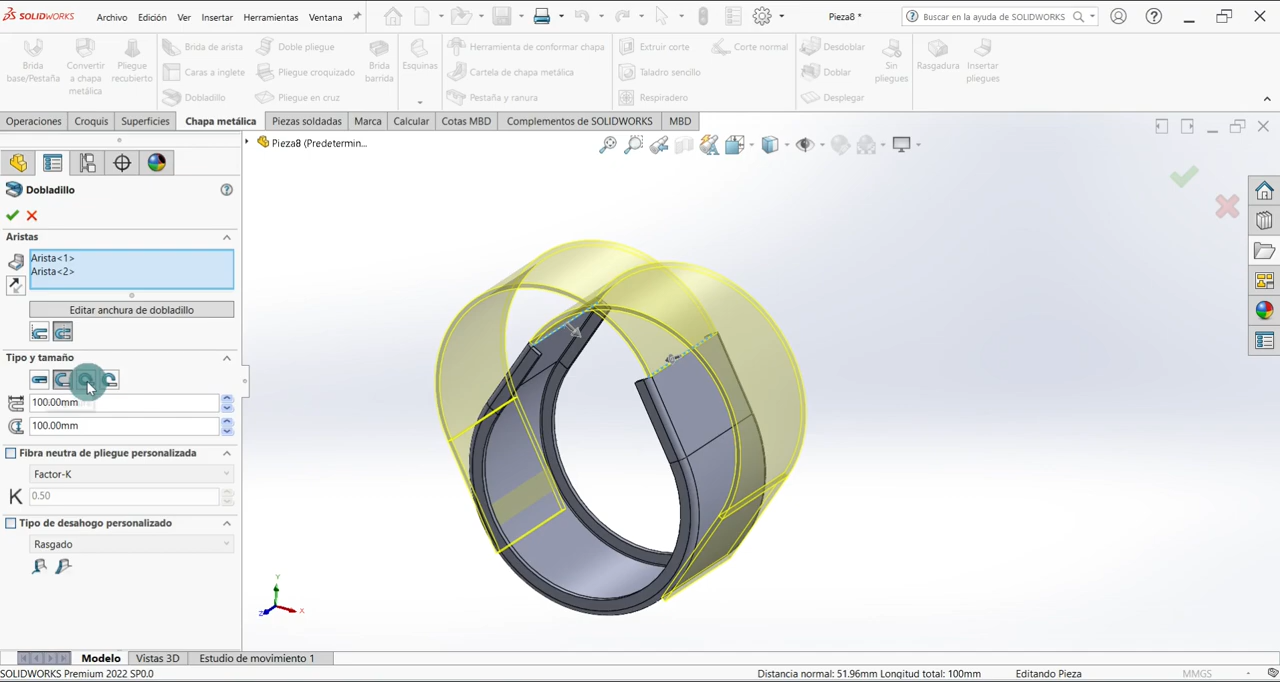 SOLIDWORKS Archivo Edición Ver Insertar Herramientas Ventana Pieza8 * Buscar en la ayuda de SOLIDWORKS
Brida base/Pestaña
Convertir a chapa metálica
Pliegue recubierto
Brida de arista
Caras a inglete
Dobladillo
Doble pliegue
Pliegue croquizado
Pliegue en cruz
Brida barrida
Esquinas
Herramienta de conformar chapa
Cartela de chapa metálica
Pestaña y ranura
Extruir corte
Taladro sencillo
Respiradero
Corte normal
Desdoblar
Doblar
Desplegar
Sin pliegues
Rasgadura
Insertar pliegues
Operaciones Croquis Superficies Chapa metálica Piezas soldadas Marca Calcular Cotas MBD Complementos de SOLIDWORKS MBD
Pieza8 (Predetermin...
Dobladillo
Aristas
Arista<1>
Arista<2>
Editar anchura de dobladillo
Tipo y tamaño
100.00mm
100.00mm
Fibra neutra de pliegue personalizada
Factor-K
K 0.50
Tipo de desahogo personalizado
Rasgado
Y
X
Z
Modelo Vistas 3D Estudio de movimiento 1
SOLIDWORKS Premium 2022 SP0.0 Distancia normal: 51.96mm Longitud total: 100mm Editando Pieza MMGS